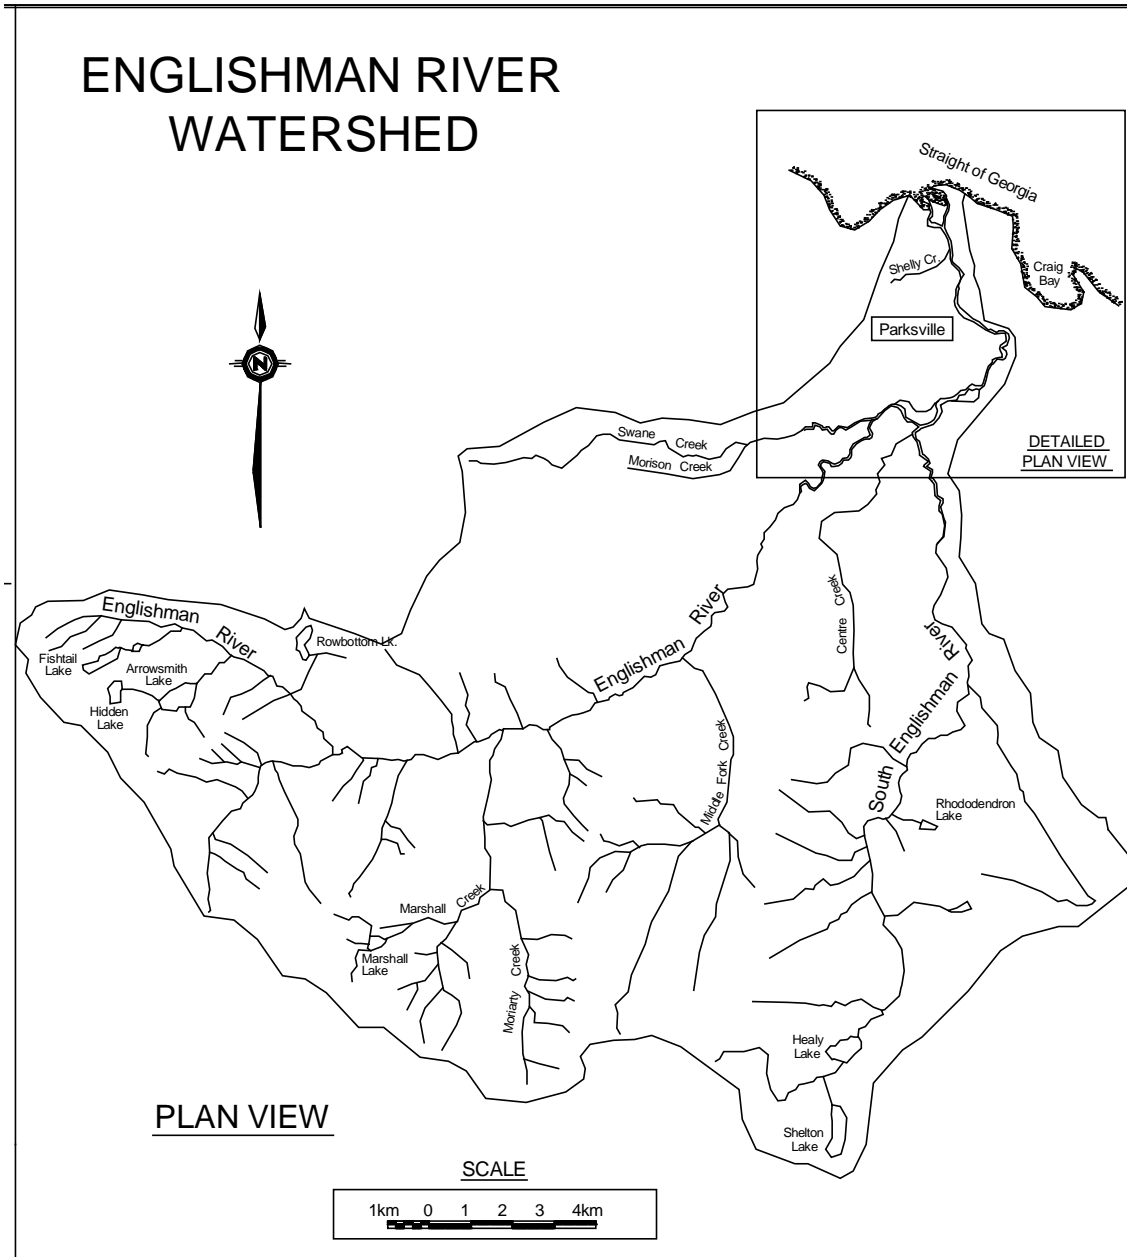 ENGLISHMAN RIVER
WATERSHED
Straight of Georgia
Craig
Bay
Shelly Cr.
Parksville
DETAILED
PLAN VIEW
N
Swane Creek
Morison Creek
Englishman River
Rowbottom Lk.
Fishtail
Lake
Arrowsmith
Lake
Hidden
Lake
Englishman River
Centre Creek
South Englishman River
Middle Fork Creek
Rhododendron
Lake
Marshall Creek
Marshall
Lake
Moriarty Creek
Healy
Lake
Shelton
Lake
PLAN VIEW
SCALE
1km 0 1 2 3 4km